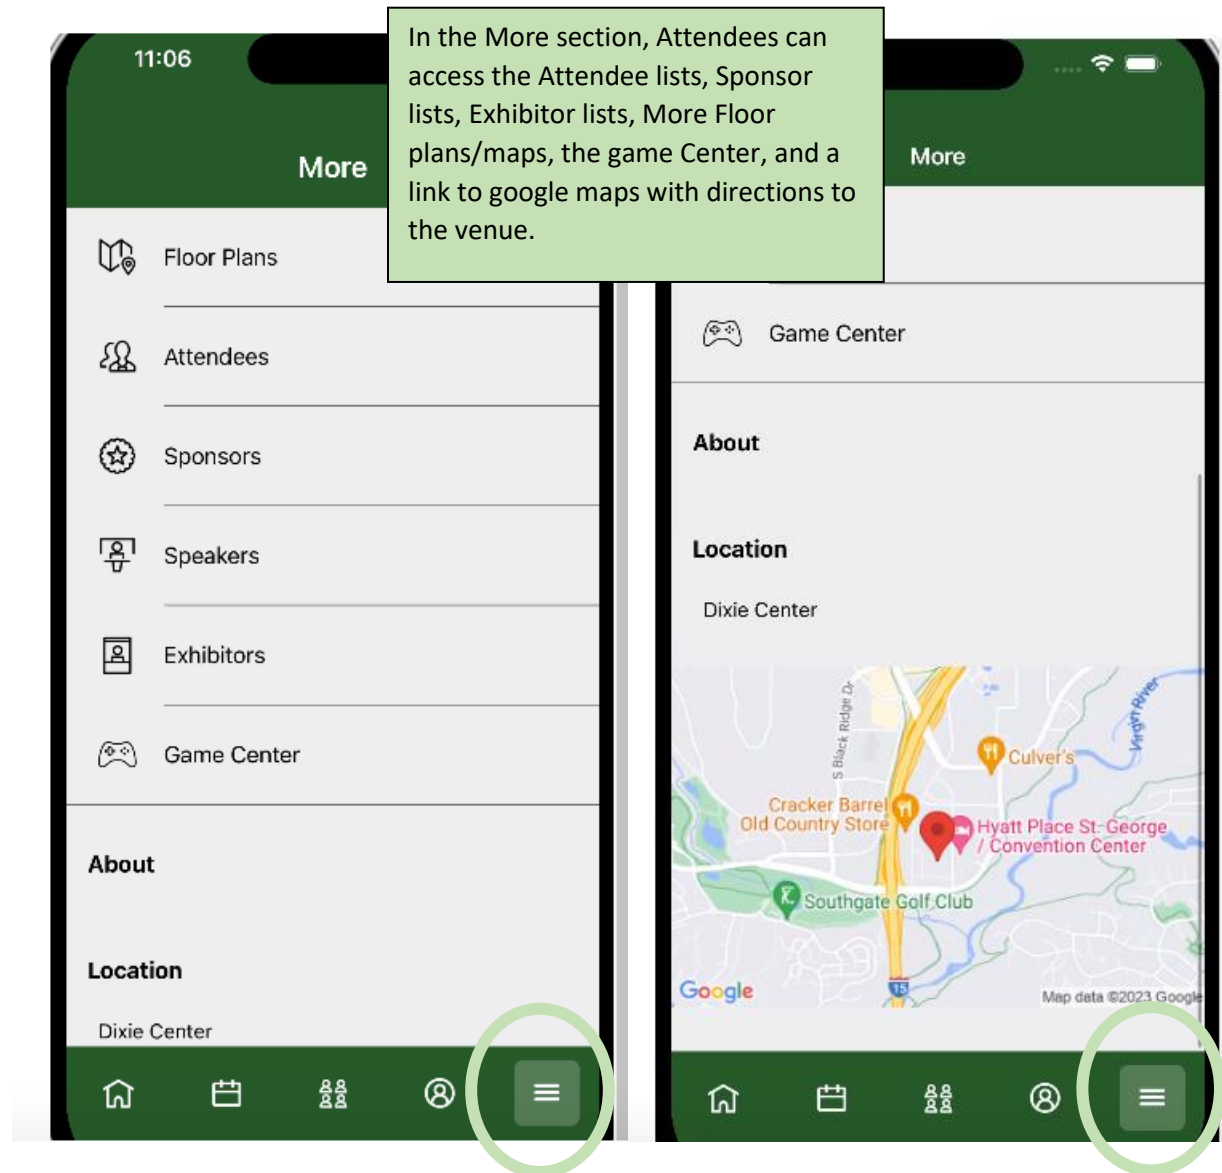 In the More section, Attendees can
access the Attendee lists, Sponsor
lists, Exhibitor lists, More Floor
plans/maps, the game Center, and a
link to google maps with directions to
the venue.
11:06
More
Floor Plans
Attendees
Sponsors
Speakers
Exhibitors
Game Center
About
Location
Dixie Center
More
Game Center
About
Location
Dixie Center
S Black Ridge Dr
Virgin River
Culver's
Cracker Barrel
Old Country Store
Hyatt Place St. George
/ Convention Center
Southgate Golf Club
15
Google
Map data ©2023 Google